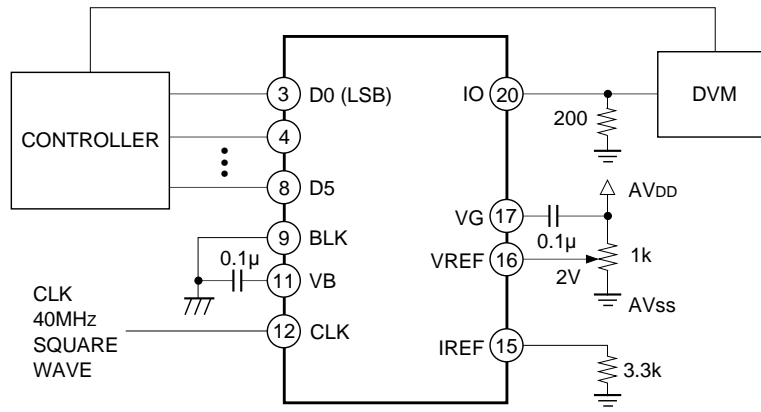 CONTROLLER
3 D0 (LSB)
4
8 D5
9 BLK
0.1μ
11 VB
12 CLK
CLK
40MHz
SQUARE
WAVE
IO 20
200
DVM
AVDD
VG 17
0.1μ
VREF 16
2V
1k
AVSS
IREF 15
3.3k